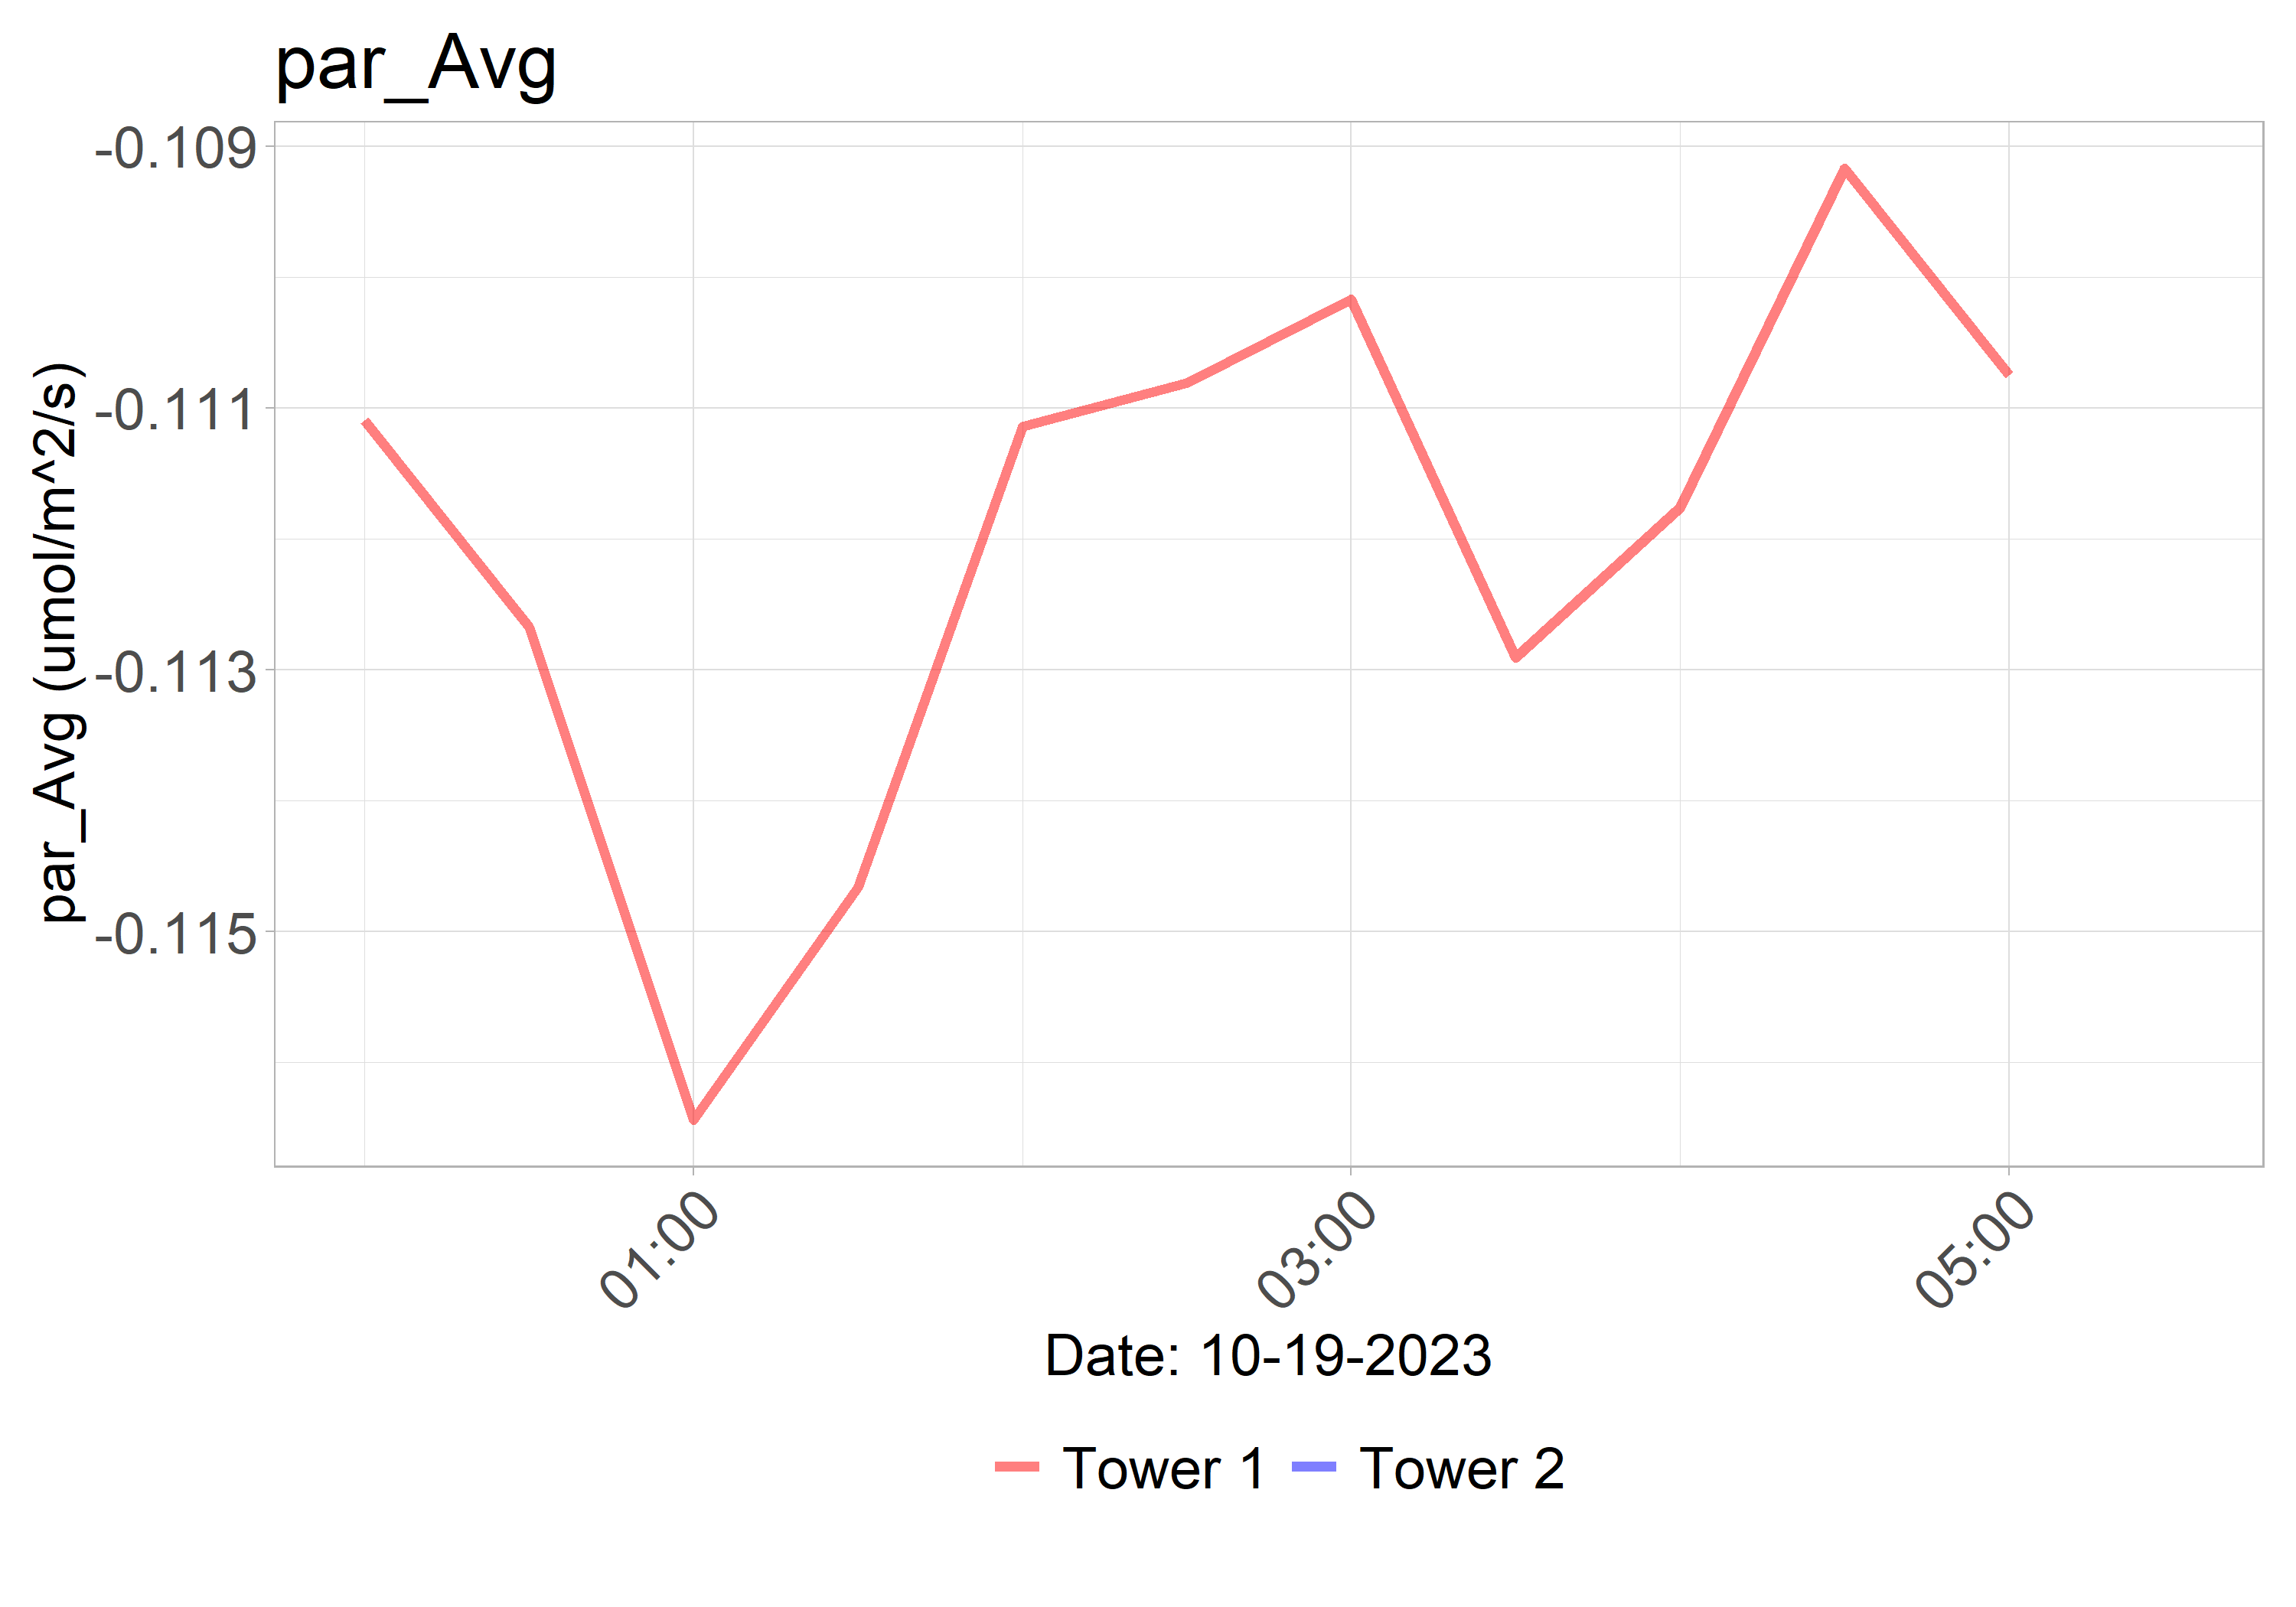 par_Avg
par_Avg (umol/m^2/s)
-0.109
-0.111
-0.113
-0.115
01:00
03:00
05:00
Date: 10-19-2023
Tower 1
Tower 2